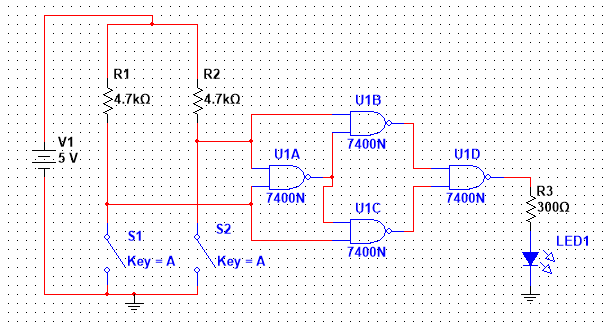 R1
4.7kΩ
R2
4.7kΩ
U1B
7400N
V1
5 V
U1A
7400N
U1D
7400N
R3
300Ω
U1C
7400N
S1
Key = A
S2
Key = A
LED1